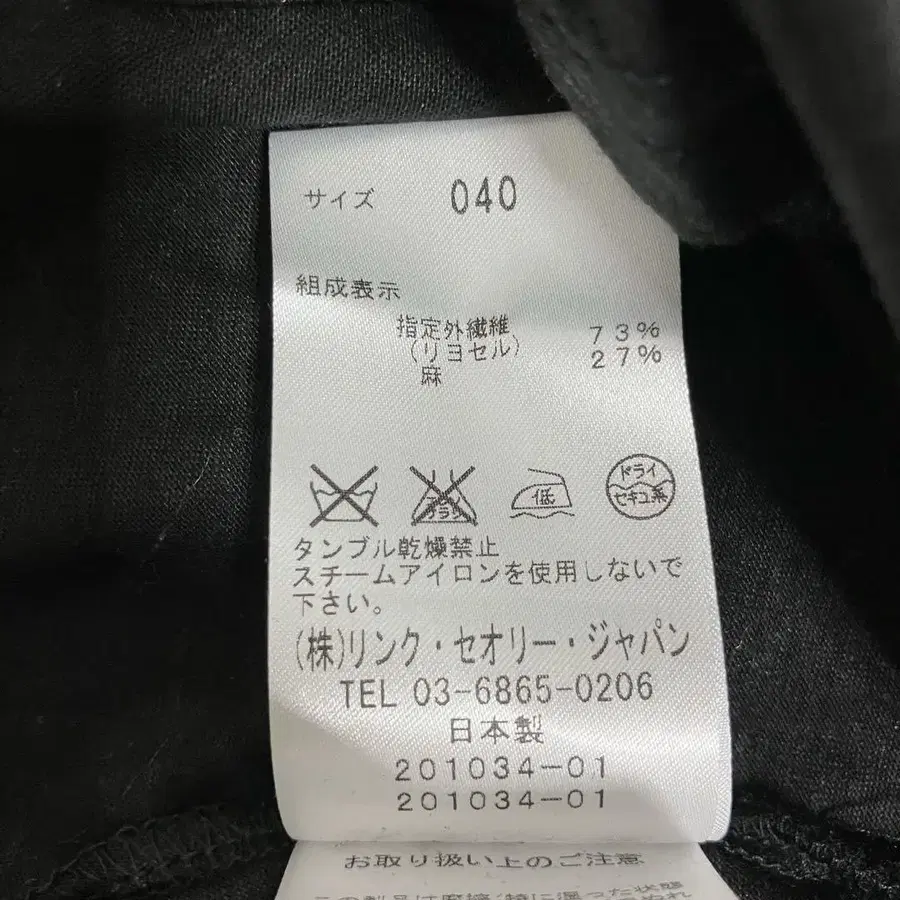 サイズ 040
組成表示
指定外繊維 73%
(リヨセル) 27%
麻
低
ドライ
セキユ系
タンブル乾燥禁止
スチームアイロンを使用しないで
下さい。
(株)リンク・セオリー・ジャパン
TEL 03-6865-0206
日本製
201034-01
201034-01
お取り扱い上のご注意